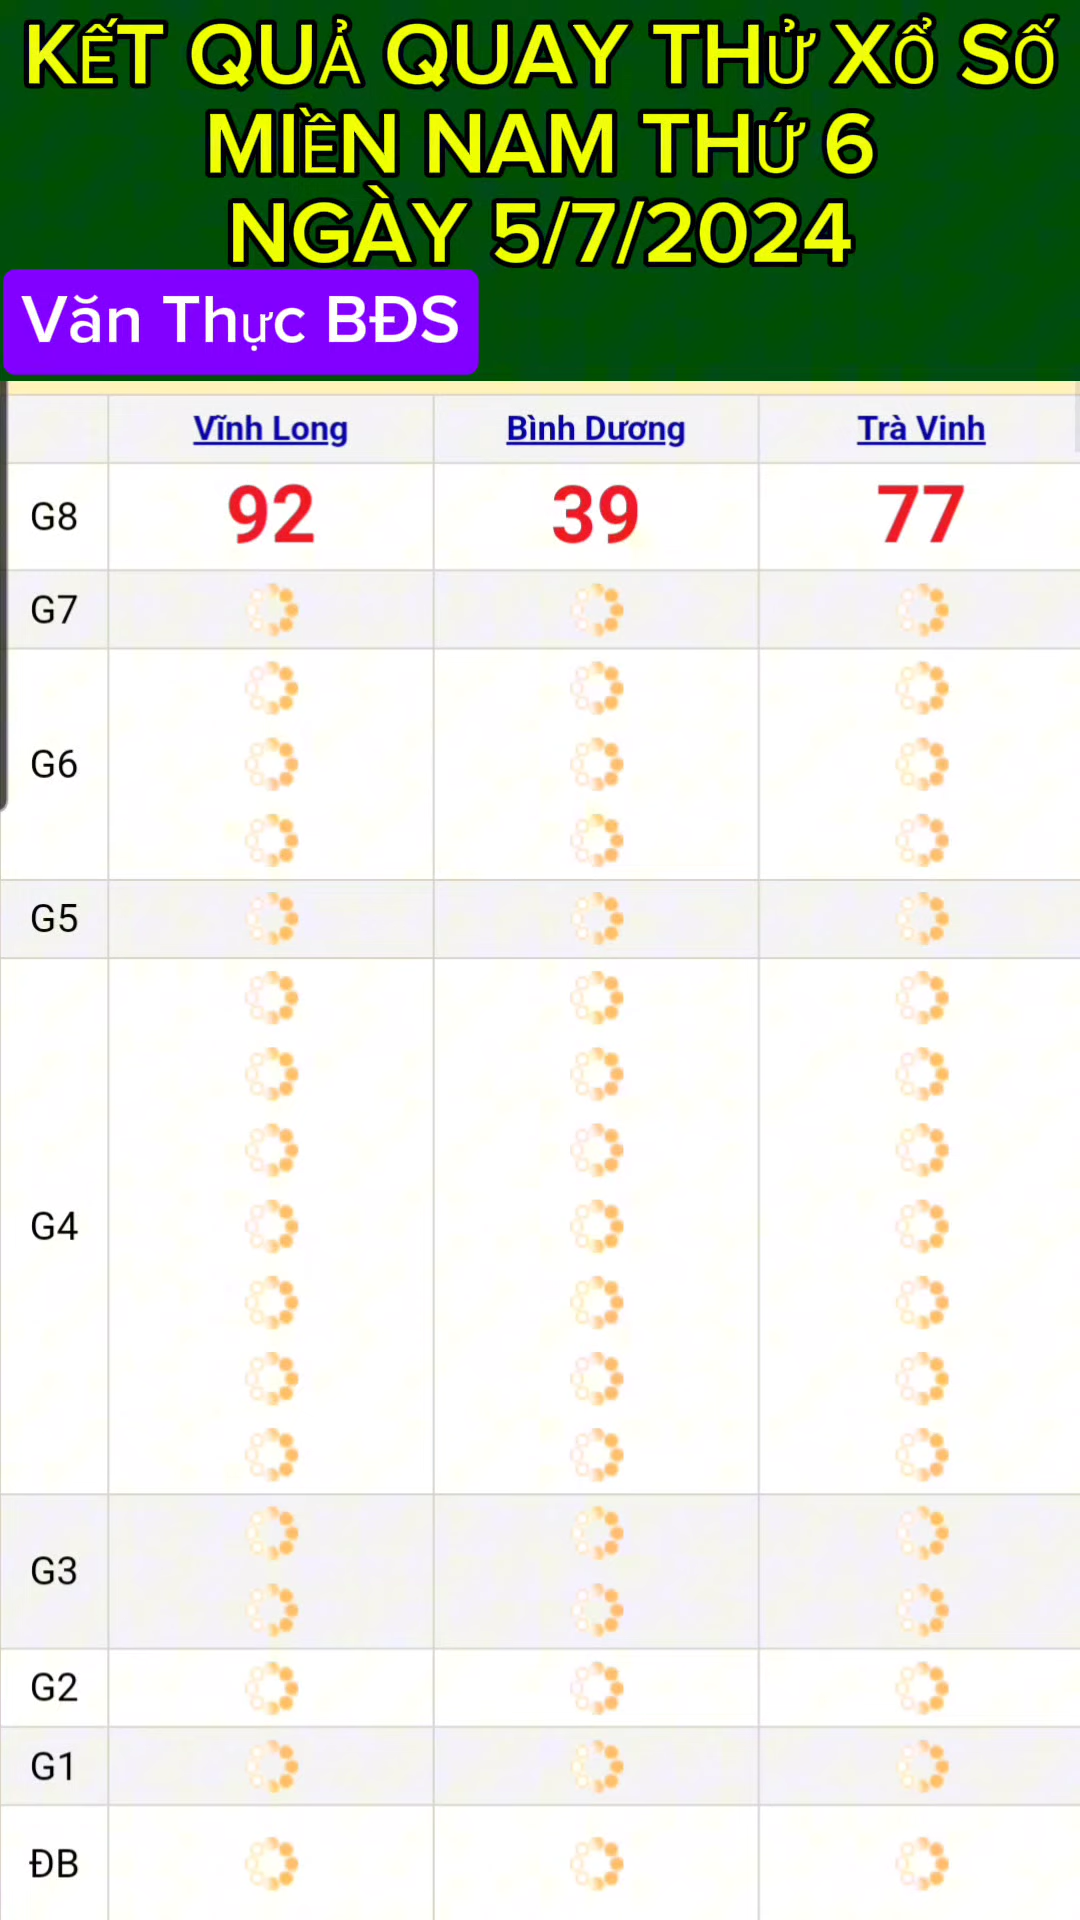 KẾT QUẢ QUAY THỬ XỔ SỐ
MIỀN NAM THỨ 6
NGÀY 5/7/2024
Văn Thực BĐS
Vĩnh Long Bình Dương Trà Vinh
G8 92 39 77
G7
G6
G5
G4
G3
G2
G1
ĐB